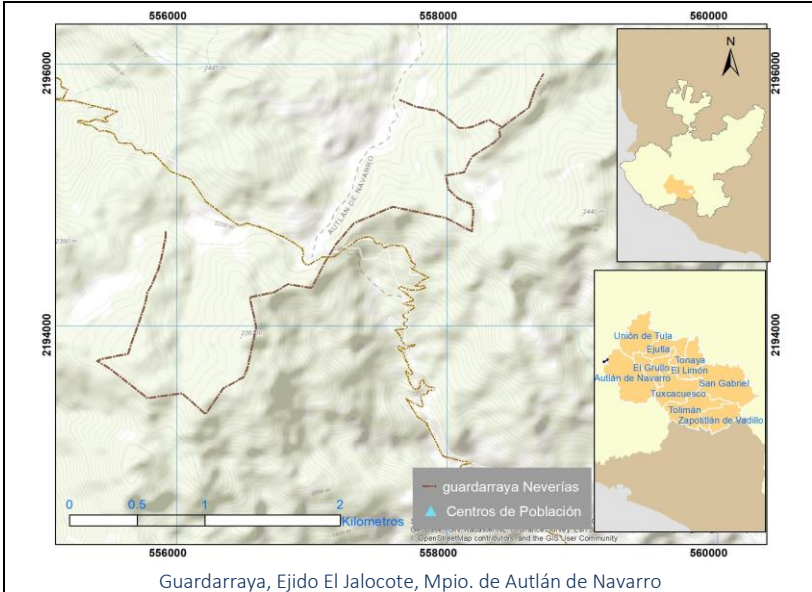 556000
558000
560000
2196000
2196000
N
2440 m
AUTLÁN DE NAVARRO
2440 m
2390 m
2194000
2194000
Unión de Tula
Ejutla
Tonaya
El Grullo
El Limón
Autlán de Navarro
San Gabriel
Tuxcacuesco
Tolimán
Zapotitlán de Vadillo
guardarraya Neverías
Centros de Población
0
0.5
1
2
Kilometros
© OpenStreetMap contributors, and the GIS User Community
556000
558000
560000
Guardarraya, Ejido El Jalocote, Mpio. de Autlán de Navarro